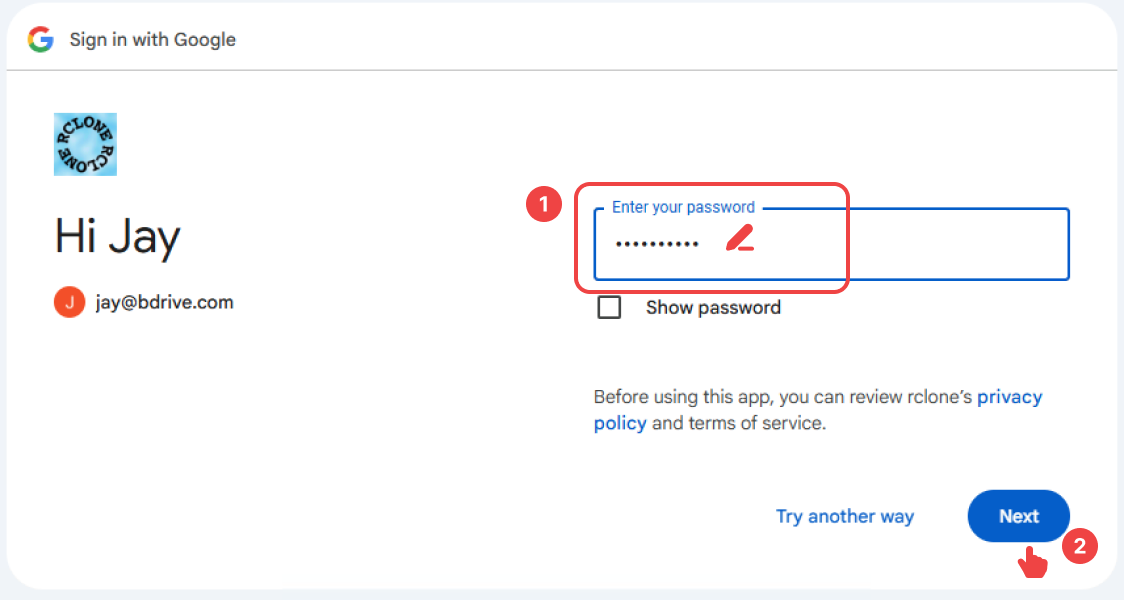 Sign in with Google
RCLONE RCLONE
Hi Jay
J
jay@bdrive.com
1
Enter your password
••••••••••
Show password
Before using this app, you can review rclone's privacy
policy and terms of service.
Try another way
Next
2